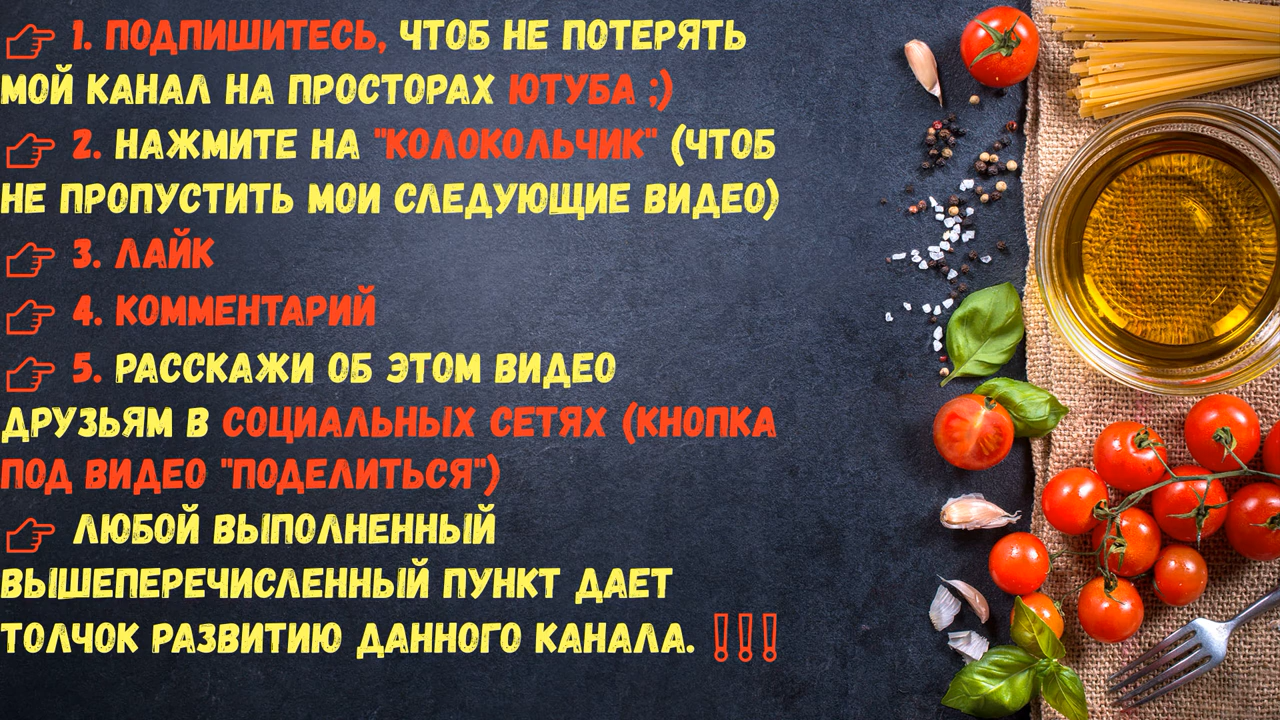 👉 1. ПОДПИШИТЕСЬ, ЧТОБ НЕ ПОТЕРЯТЬ
МОЙ КАНАЛ НА ПРОСТОРАХ ЮТУБА ;)
👉 2. НАЖМИТЕ НА "КОЛОКОЛЬЧИК" (ЧТОБ
НЕ ПРОПУСТИТЬ МОИ СЛЕДУЮЩИЕ ВИДЕО)
👉 3. ЛАЙК
👉 4. КОММЕНТАРИЙ
👉 5. РАССКАЖИ ОБ ЭТОМ ВИДЕО
ДРУЗЬЯМ В СОЦИАЛЬНЫХ СЕТЯХ (КНОПКА
ПОД ВИДЕО "ПОДЕЛИТЬСЯ")
👉 ЛЮБОЙ ВЫПОЛНЕННЫЙ
ВЫШЕПЕРЕЧИСЛЕННЫЙ ПУНКТ ДАЕТ
ТОЛЧОК РАЗВИТИЮ ДАННОГО КАНАЛА. ❗❗❗